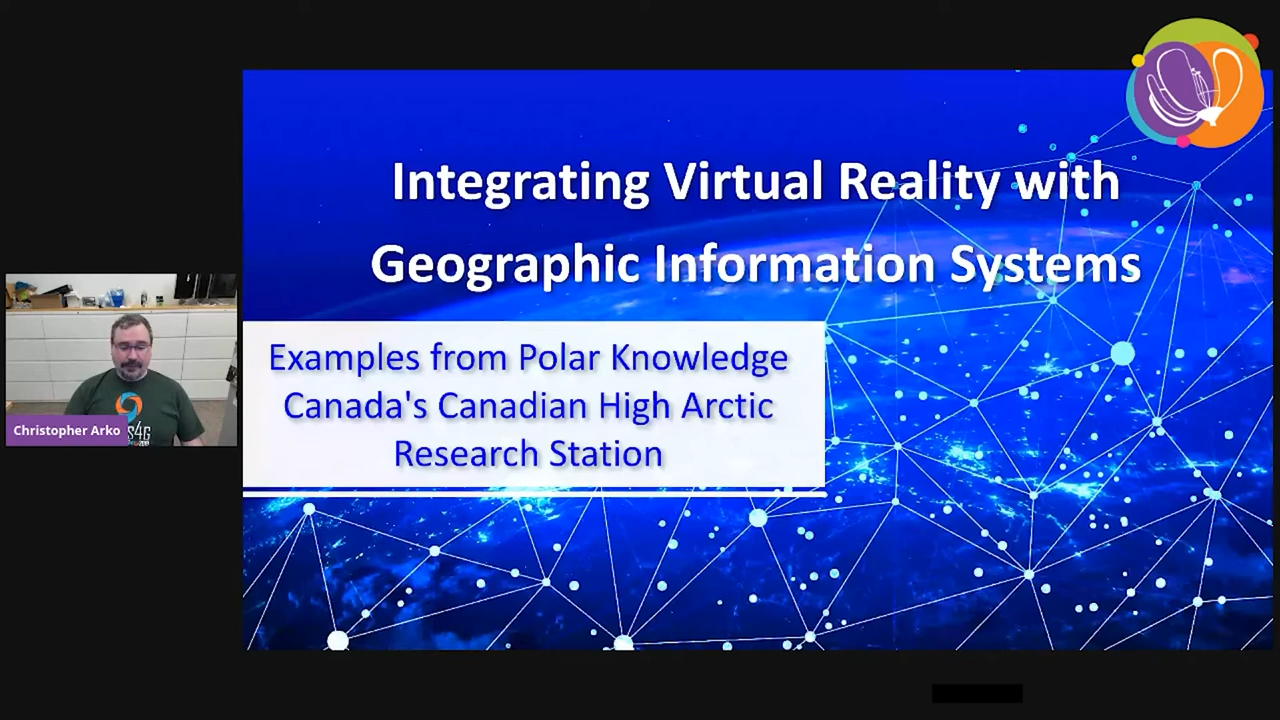 Integrating Virtual Reality with
Geographic Information Systems
Examples from Polar Knowledge
Canada's Canadian High Arctic
Research Station
Christopher Arko